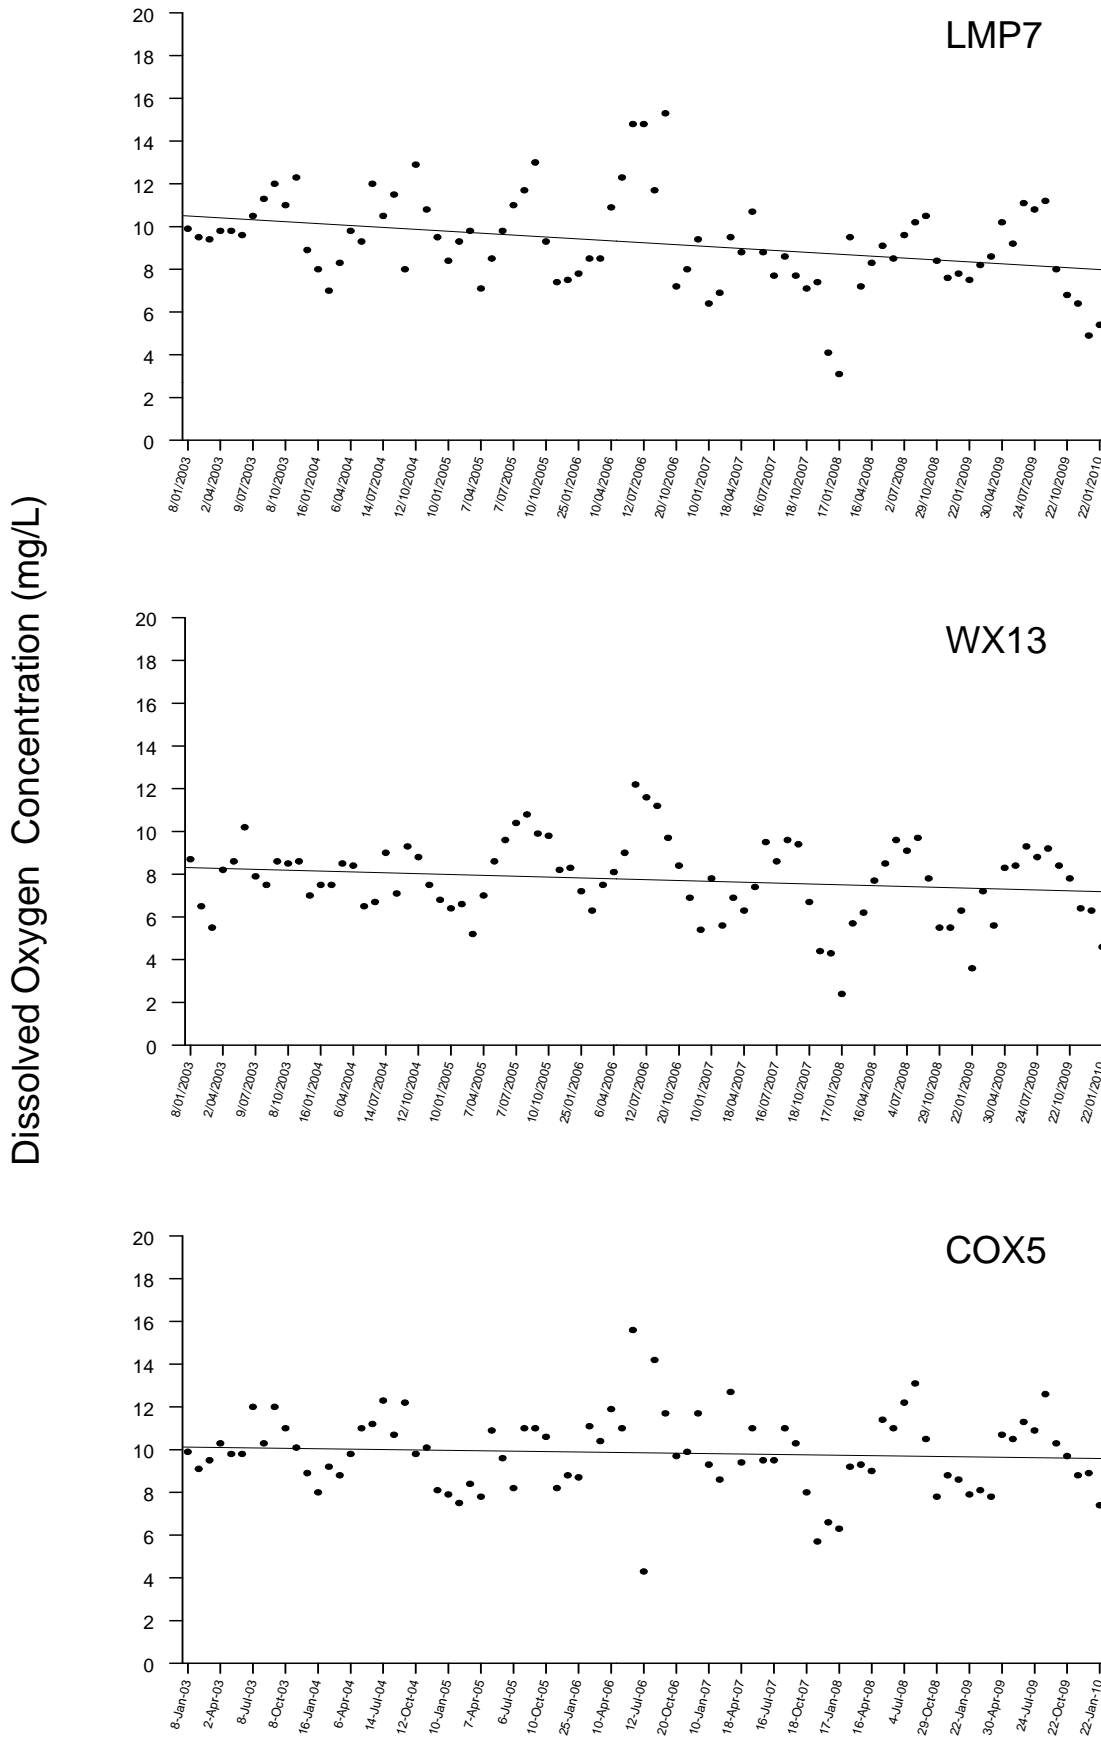 Dissolved Oxygen  Concentration (mg/L)
LMP7
20
18
16
14
12
10
8
6
4
2
0
8/01/2003
2/04/2003
9/07/2003
8/10/2003
16/01/2004
6/04/2004
14/07/2004
12/10/2004
10/01/2005
7/04/2005
7/07/2005
10/10/2005
25/01/2006
10/04/2006
12/07/2006
20/10/2006
10/01/2007
18/04/2007
16/07/2007
18/10/2007
17/01/2008
16/04/2008
2/07/2008
29/10/2008
22/01/2009
30/04/2009
24/07/2009
22/10/2009
22/01/2010
WX13
20
18
16
14
12
10
8
6
4
2
0
8/01/2003
2/04/2003
9/07/2003
8/10/2003
16/01/2004
6/04/2004
14/07/2004
12/10/2004
10/01/2005
7/04/2005
7/07/2005
10/10/2005
25/01/2006
6/04/2006
12/07/2006
20/10/2006
10/01/2007
18/04/2007
16/07/2007
18/10/2007
17/01/2008
16/04/2008
4/07/2008
29/10/2008
22/01/2009
30/04/2009
24/07/2009
22/10/2009
22/01/2010
COX5
20
18
16
14
12
10
8
6
4
2
0
8-Jan-03
2-Apr-03
8-Jul-03
8-Oct-03
16-Jan-04
6-Apr-04
14-Jul-04
12-Oct-04
10-Jan-05
7-Apr-05
6-Jul-05
10-Oct-05
25-Jan-06
10-Apr-06
12-Jul-06
20-Oct-06
10-Jan-07
18-Apr-07
16-Jul-07
18-Oct-07
17-Jan-08
16-Apr-08
4-Jul-08
29-Oct-08
22-Jan-09
30-Apr-09
24-Jul-09
22-Oct-09
22-Jan-10